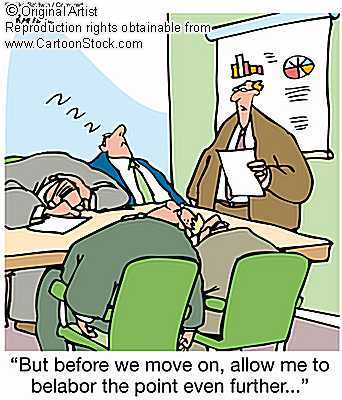 © Original Artist
Reproduction rights obtainable from
www.CartoonStock.com
z z z z
“But before we move on, allow me to
belabor the point even further...”